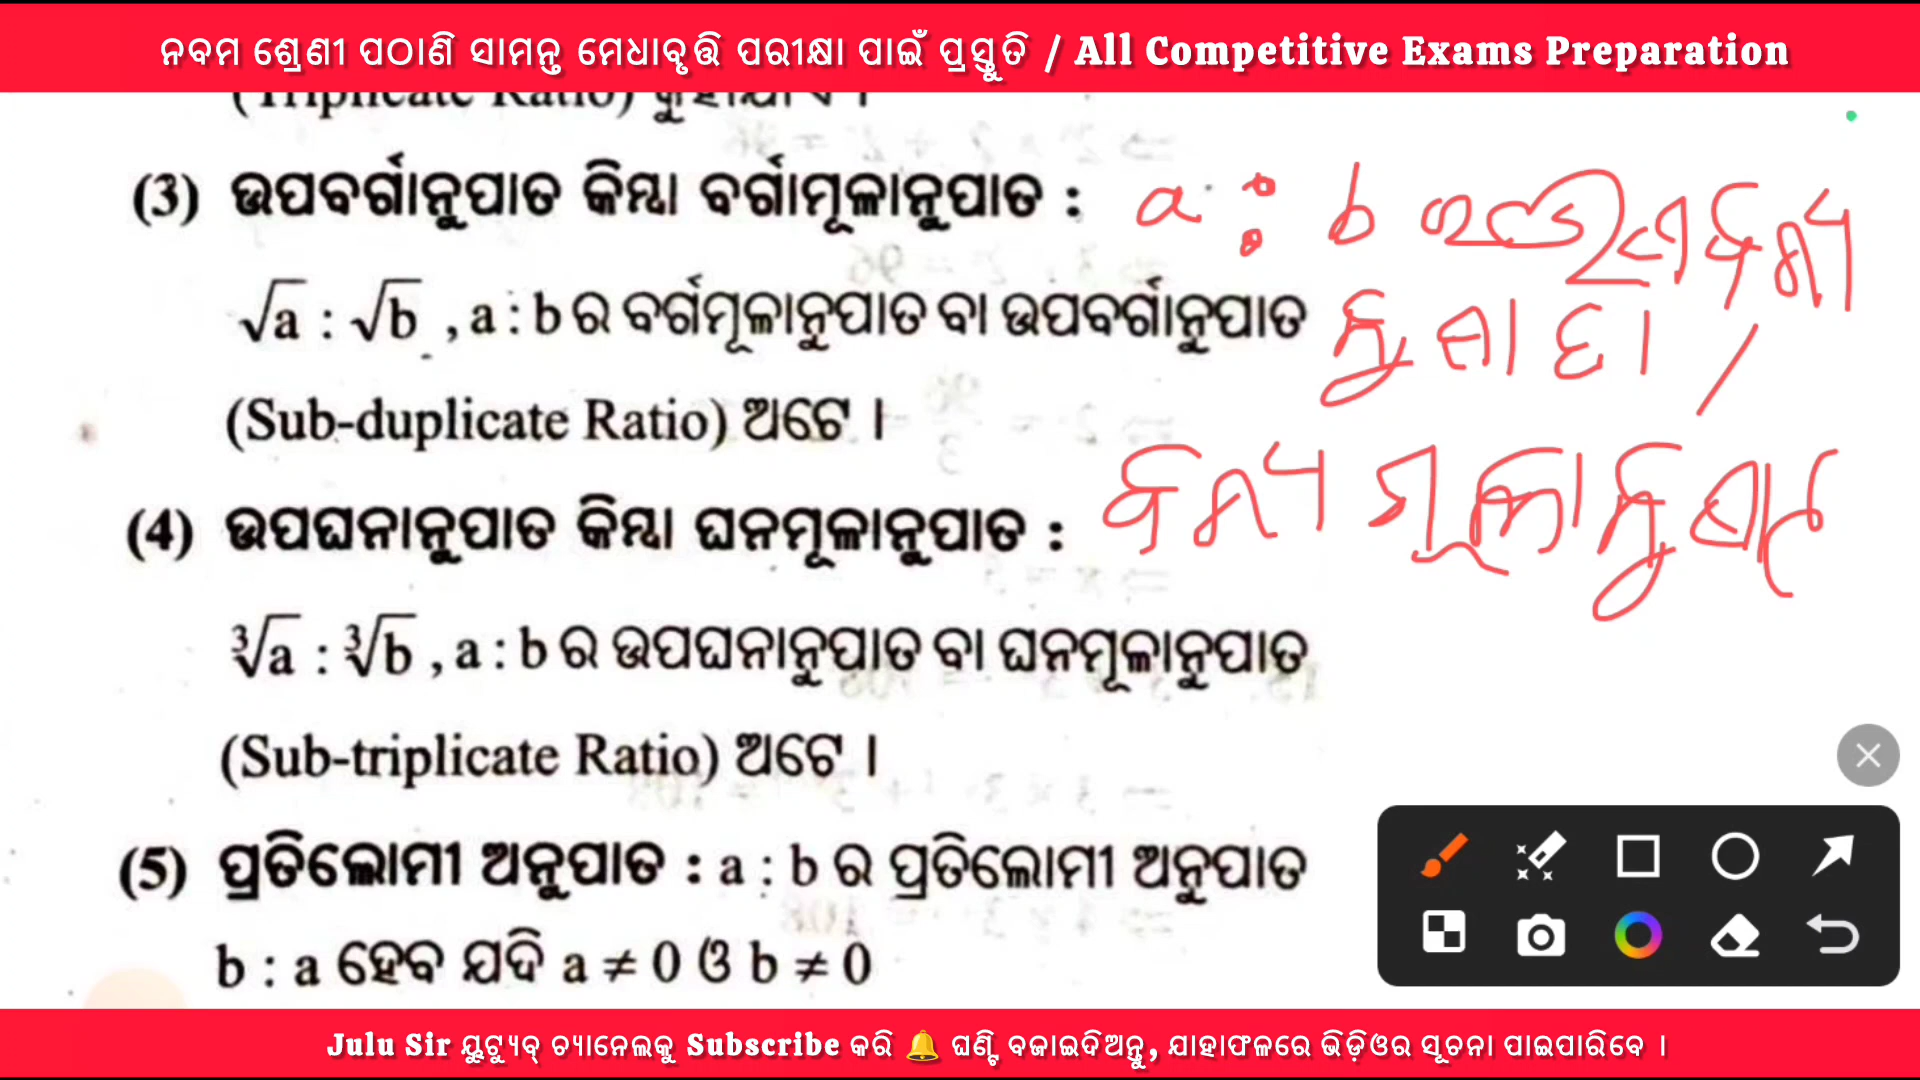 ନବମ ଶ୍ରେଣୀ ପଠାଣି ସାମନ୍ତ ମେଧାବୃତ୍ତି ପରୀକ୍ଷା ପାଇଁ ପ୍ରସ୍ତୁତି / All Competitive Exams Preparation
(Triplicate Ratio) କୁହାଯାଏ ।
(3) ଉପବର୍ଗାନୁପାତ କିମ୍ବା ବର୍ଗମୂଳାନୁପାତ : a : b
√a : √b , a : b ର ବର୍ଗମୂଳାନୁପାତ ବା ଉପବର୍ଗାନୁପାତ
(Sub-duplicate Ratio) ଅଟେ ।
(4) ଉପଘନାନୁପାତ କିମ୍ବା ଘନମୂଳାନୁପାତ :
∛a : ∛b , a : b ର ଉପଘନାନୁପାତ ବା ଘନମୂଳାନୁପାତ
(Sub-triplicate Ratio) ଅଟେ ।
(5) ପ୍ରତିଲୋମୀ ଅନୁପାତ : a : b ର ପ୍ରତିଲୋମୀ ଅନୁପାତ
b : a ହେବ ଯଦି a ≠ 0 ଓ b ≠ 0
Julu Sir ୟୁଟ୍ୟୁବ୍ ଚ୍ୟାନେଲକୁ Subscribe କରି 🔔 ଘଣ୍ଟି ବଜାଇଦିଅନ୍ତୁ, ଯାହାଫଳରେ ଭିଡ଼ିଓର ସୂଚନା ପାଇପାରିବେ ।